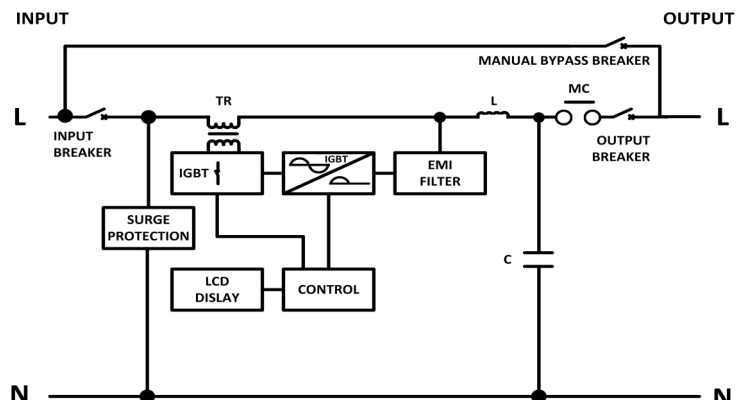 INPUT
OUTPUT
MANUAL BYPASS BREAKER
TR
L
MC
L
L
INPUT
BREAKER
OUTPUT
BREAKER
IGBT
IGBT
EMI
FILTER
SURGE
PROTECTION
C
LCD
DISLAY
CONTROL
N
N